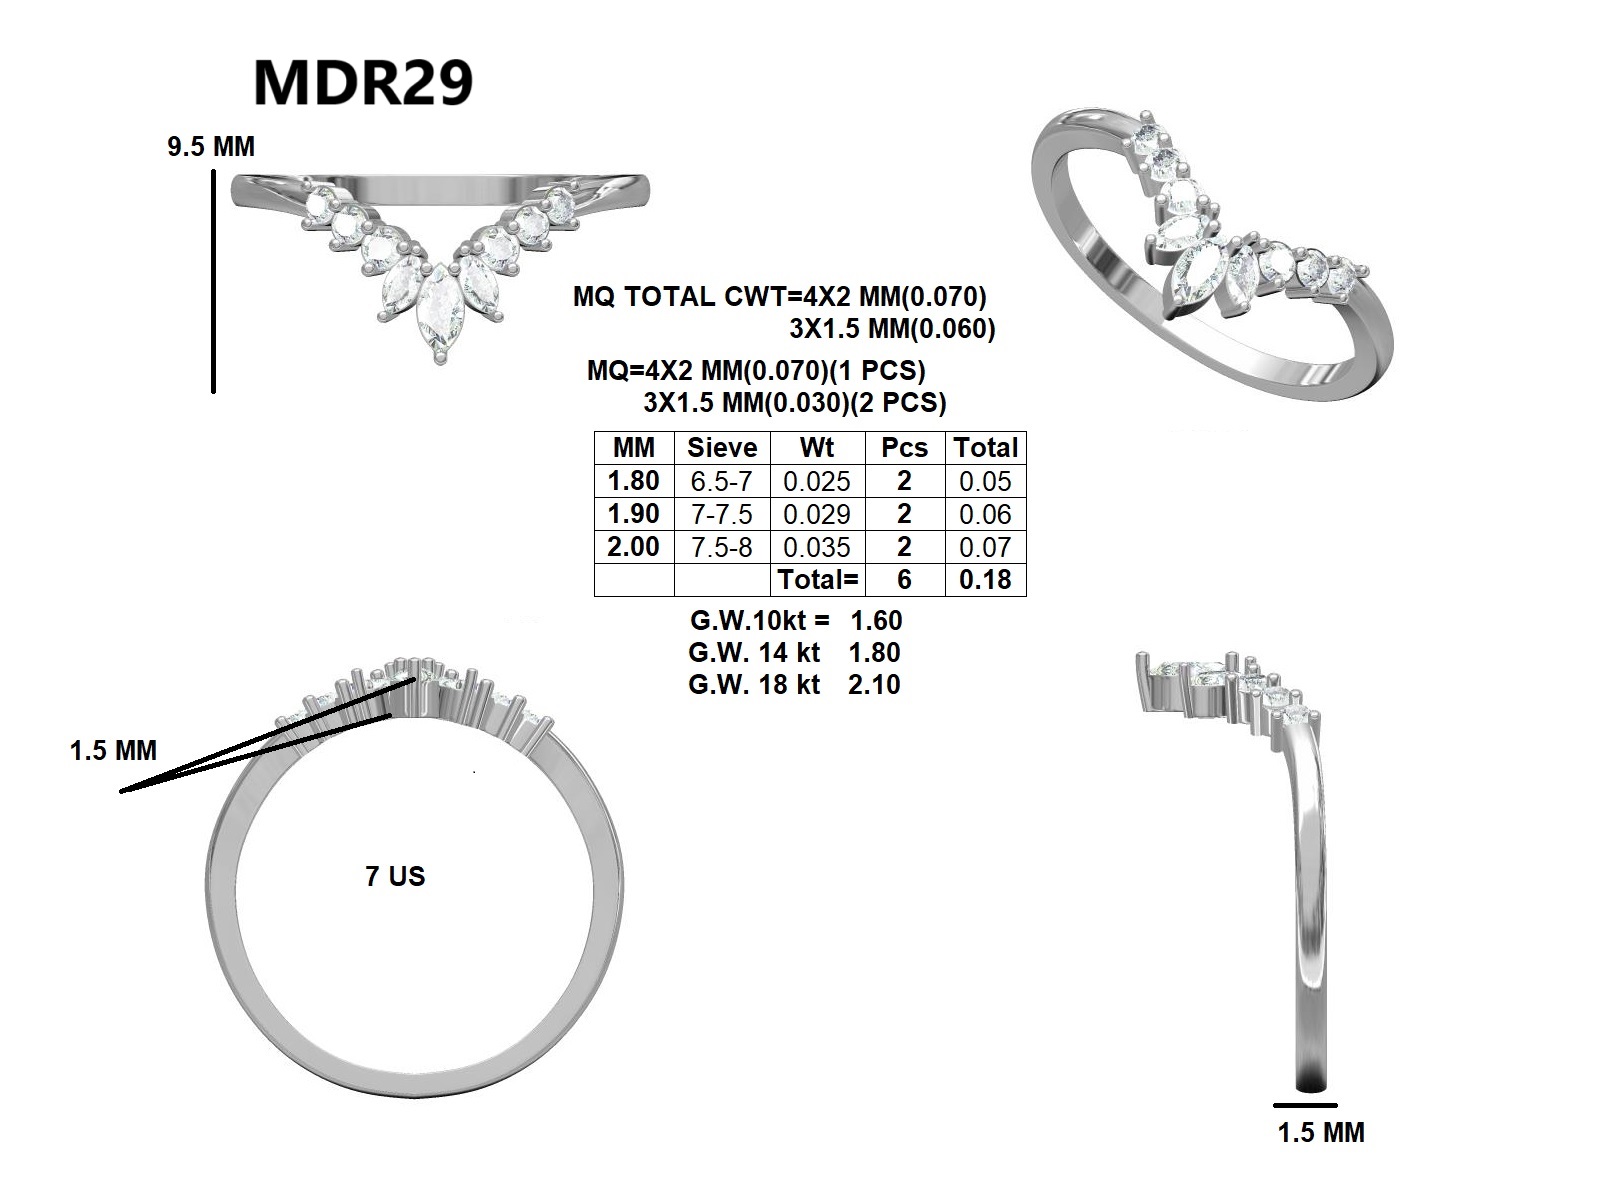 MDR29
9.5 MM
MQ TOTAL CWT=4X2 MM(0.070)
3X1.5 MM(0.060)
MQ=4X2 MM(0.070)(1 PCS)
3X1.5 MM(0.030)(2 PCS)
MM Sieve Wt Pcs Total
1.80 6.5-7 0.025 2 0.05
1.90 7-7.5 0.029 2 0.06
2.00 7.5-8 0.035 2 0.07
Total= 6 0.18
G.W.10kt = 1.60
G.W. 14 kt 1.80
G.W. 18 kt 2.10
1.5 MM
7 US
1.5 MM